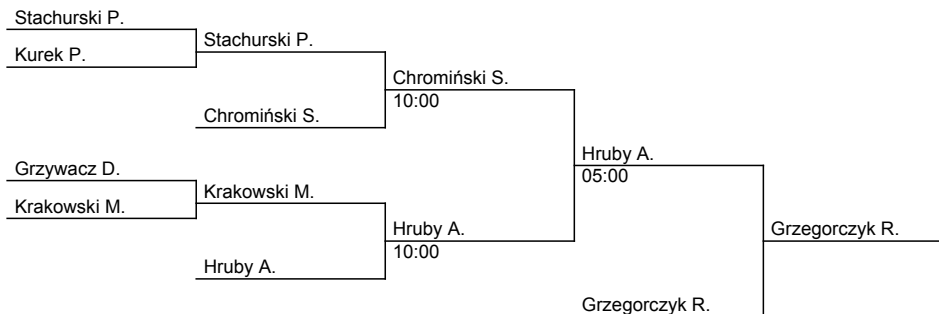 Stachurski P.
Kurek P.
Stachurski P.
Chromiński S.
Chromiński S.
10:00
Grzywacz D.
Krakowski M.
Krakowski M.
Hruby A.
Hruby A.
10:00
Hruby A.
05:00
Grzegorczyk R.
Grzegorczyk R.